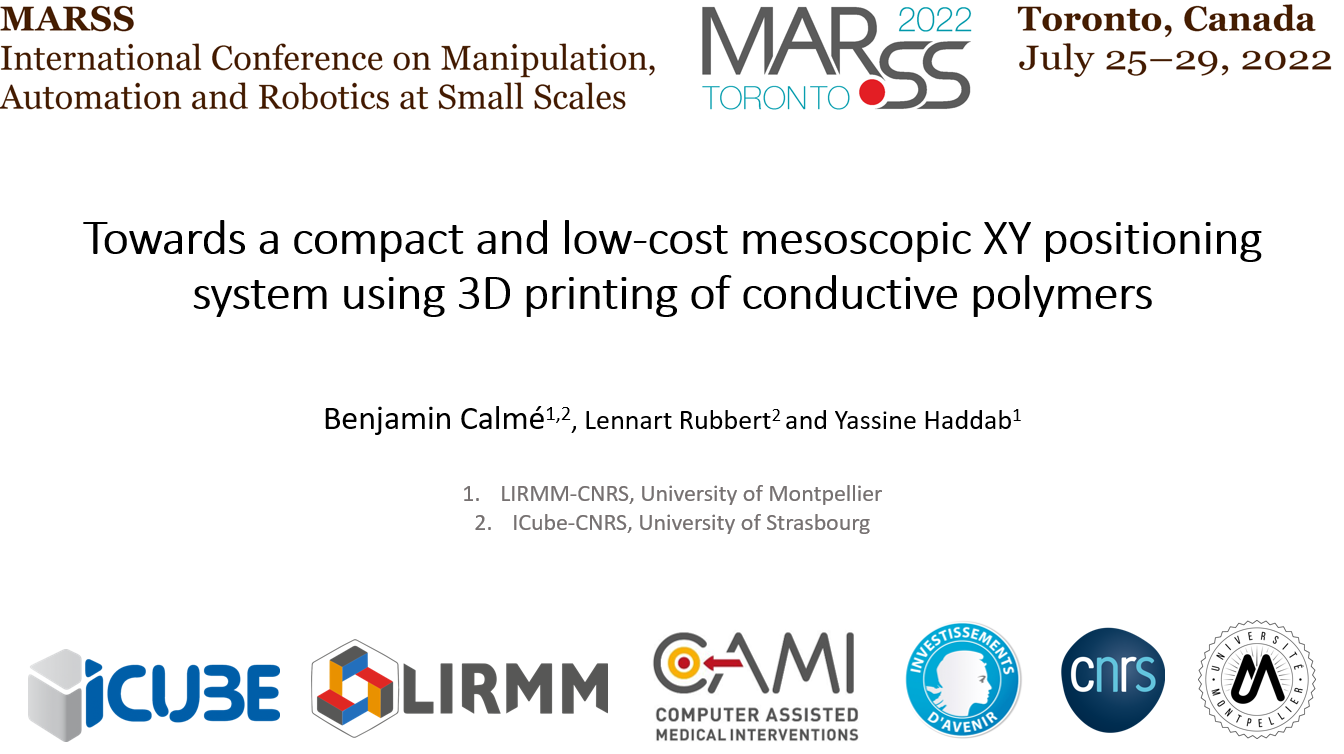 MARSS
International Conference on Manipulation,
Automation and Robotics at Small Scales
MARSS 2022
TORONTO
Toronto, Canada
July 25–29, 2022
Towards a compact and low-cost mesoscopic XY positioning
system using 3D printing of conductive polymers
Benjamin Calmé1,2, Lennart Rubbert2 and Yassine Haddab1
1. LIRMM-CNRS, University of Montpellier
2. ICube-CNRS, University of Strasbourg
iCUBE
LIRMM
CAMI
COMPUTER ASSISTED
MEDICAL INTERVENTIONS
INVESTISSEMENTS
D'AVENIR
cnrs
UNIVERSITÉ
MONTPELLIER